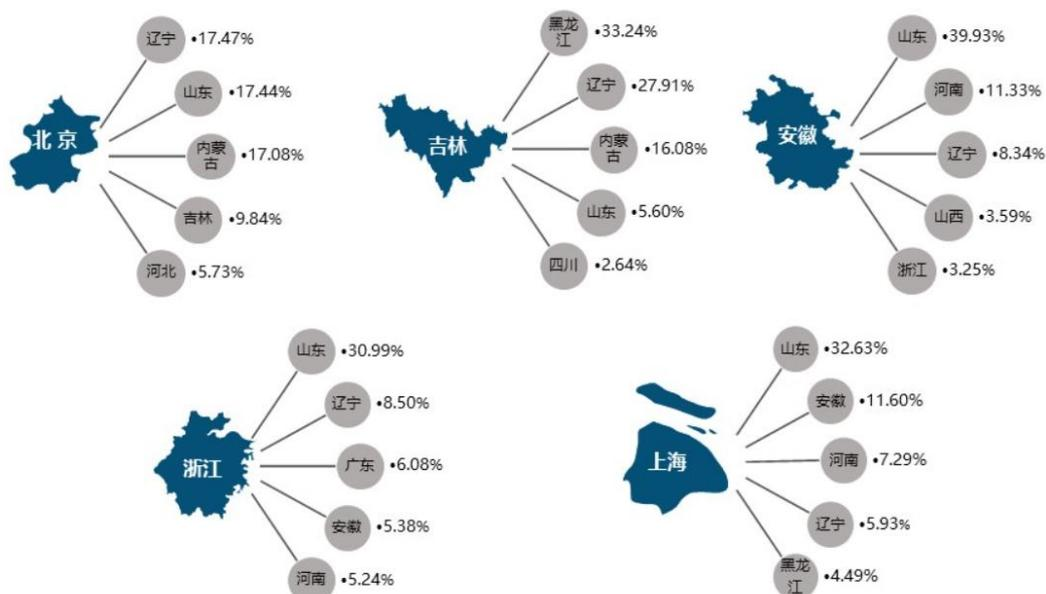 北京
辽宁 •17.47%
山东 •17.44%
内蒙
古 •17.08%
吉林 •9.84%
河北 •5.73%
吉林
黑龙
江 •33.24%
辽宁 •27.91%
内蒙
古 •16.08%
山东 •5.60%
四川 •2.64%
安徽
山东 •39.93%
河南 •11.33%
辽宁 •8.34%
山西 •3.59%
浙江 •3.25%
浙江
山东 •30.99%
辽宁 •8.50%
广东 •6.08%
安徽 •5.38%
河南 •5.24%
上海
山东 •32.63%
安徽 •11.60%
河南 •7.29%
辽宁 •5.93%
黑龙
江 •4.49%